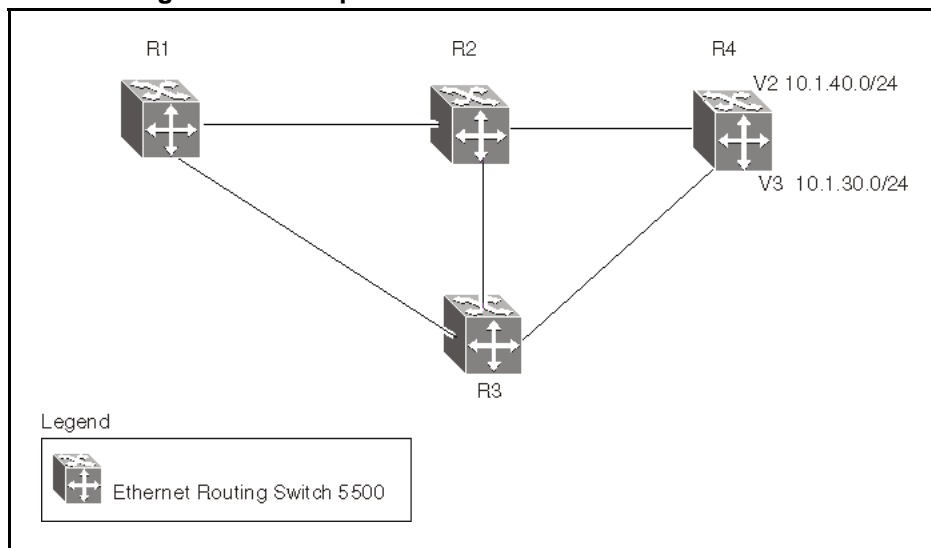 R1
R2
R4
V2 10.1.40.0/24
V3 10.1.30.0/24
R3
Legend
Ethernet Routing Switch 5500